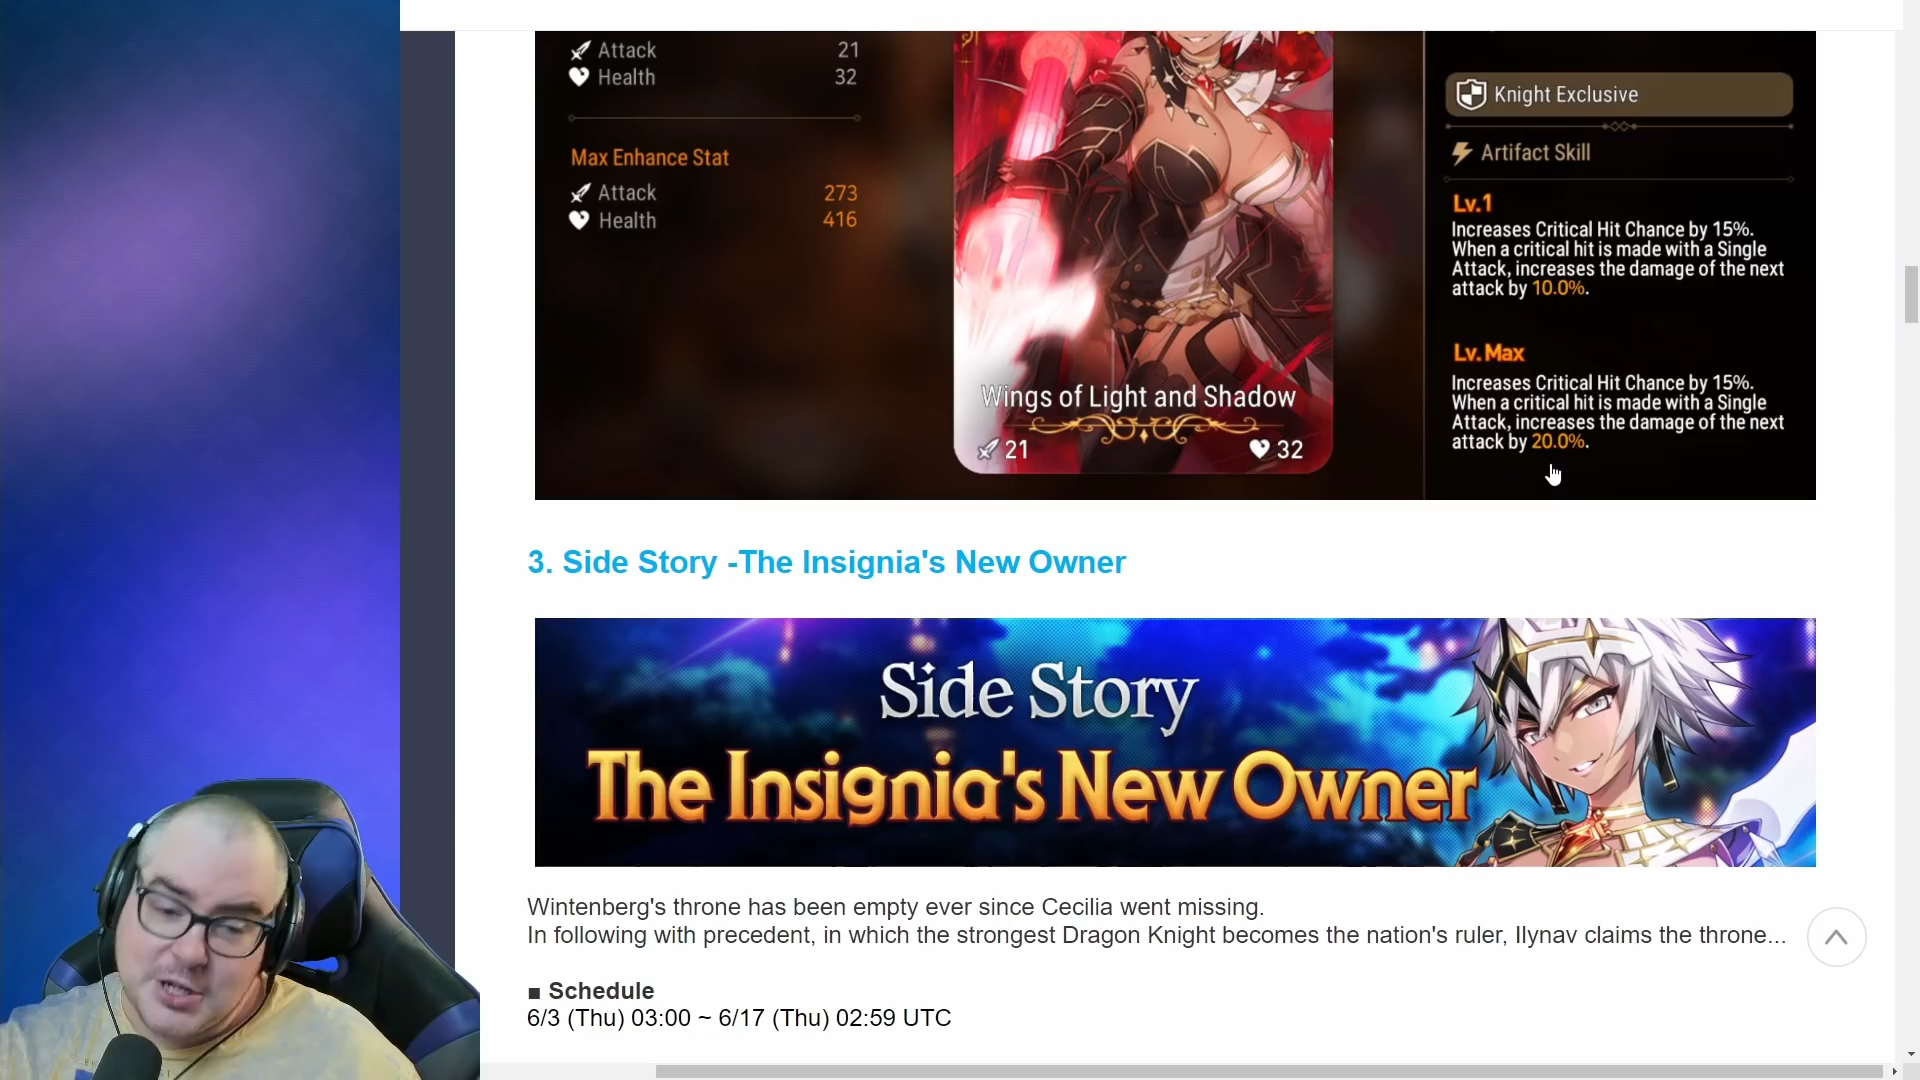 Attack 21
Health 32
Max Enhance Stat
Attack 273
Health 416
Wings of Light and Shadow
21 32
Knight Exclusive
Artifact Skill
Lv.1
Increases Critical Hit Chance by 15%.
When a critical hit is made with a Single
Attack, increases the damage of the next
attack by 10.0%.
Lv.Max
Increases Critical Hit Chance by 15%.
When a critical hit is made with a Single
Attack, increases the damage of the next
attack by 20.0%.
3. Side Story -The Insignia's New Owner
Side Story
The Insignia's New Owner
Wintenberg's throne has been empty ever since Cecilia went missing.
In following with precedent, in which the strongest Dragon Knight becomes the nation's ruler, Ilynav claims the throne...
■ Schedule
6/3 (Thu) 03:00 ~ 6/17 (Thu) 02:59 UTC